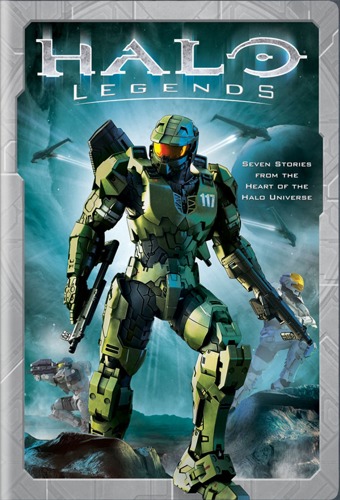 HALO
LEGENDS
SEVEN STORIES
FROM THE
HEART OF THE
HALO UNIVERSE
117